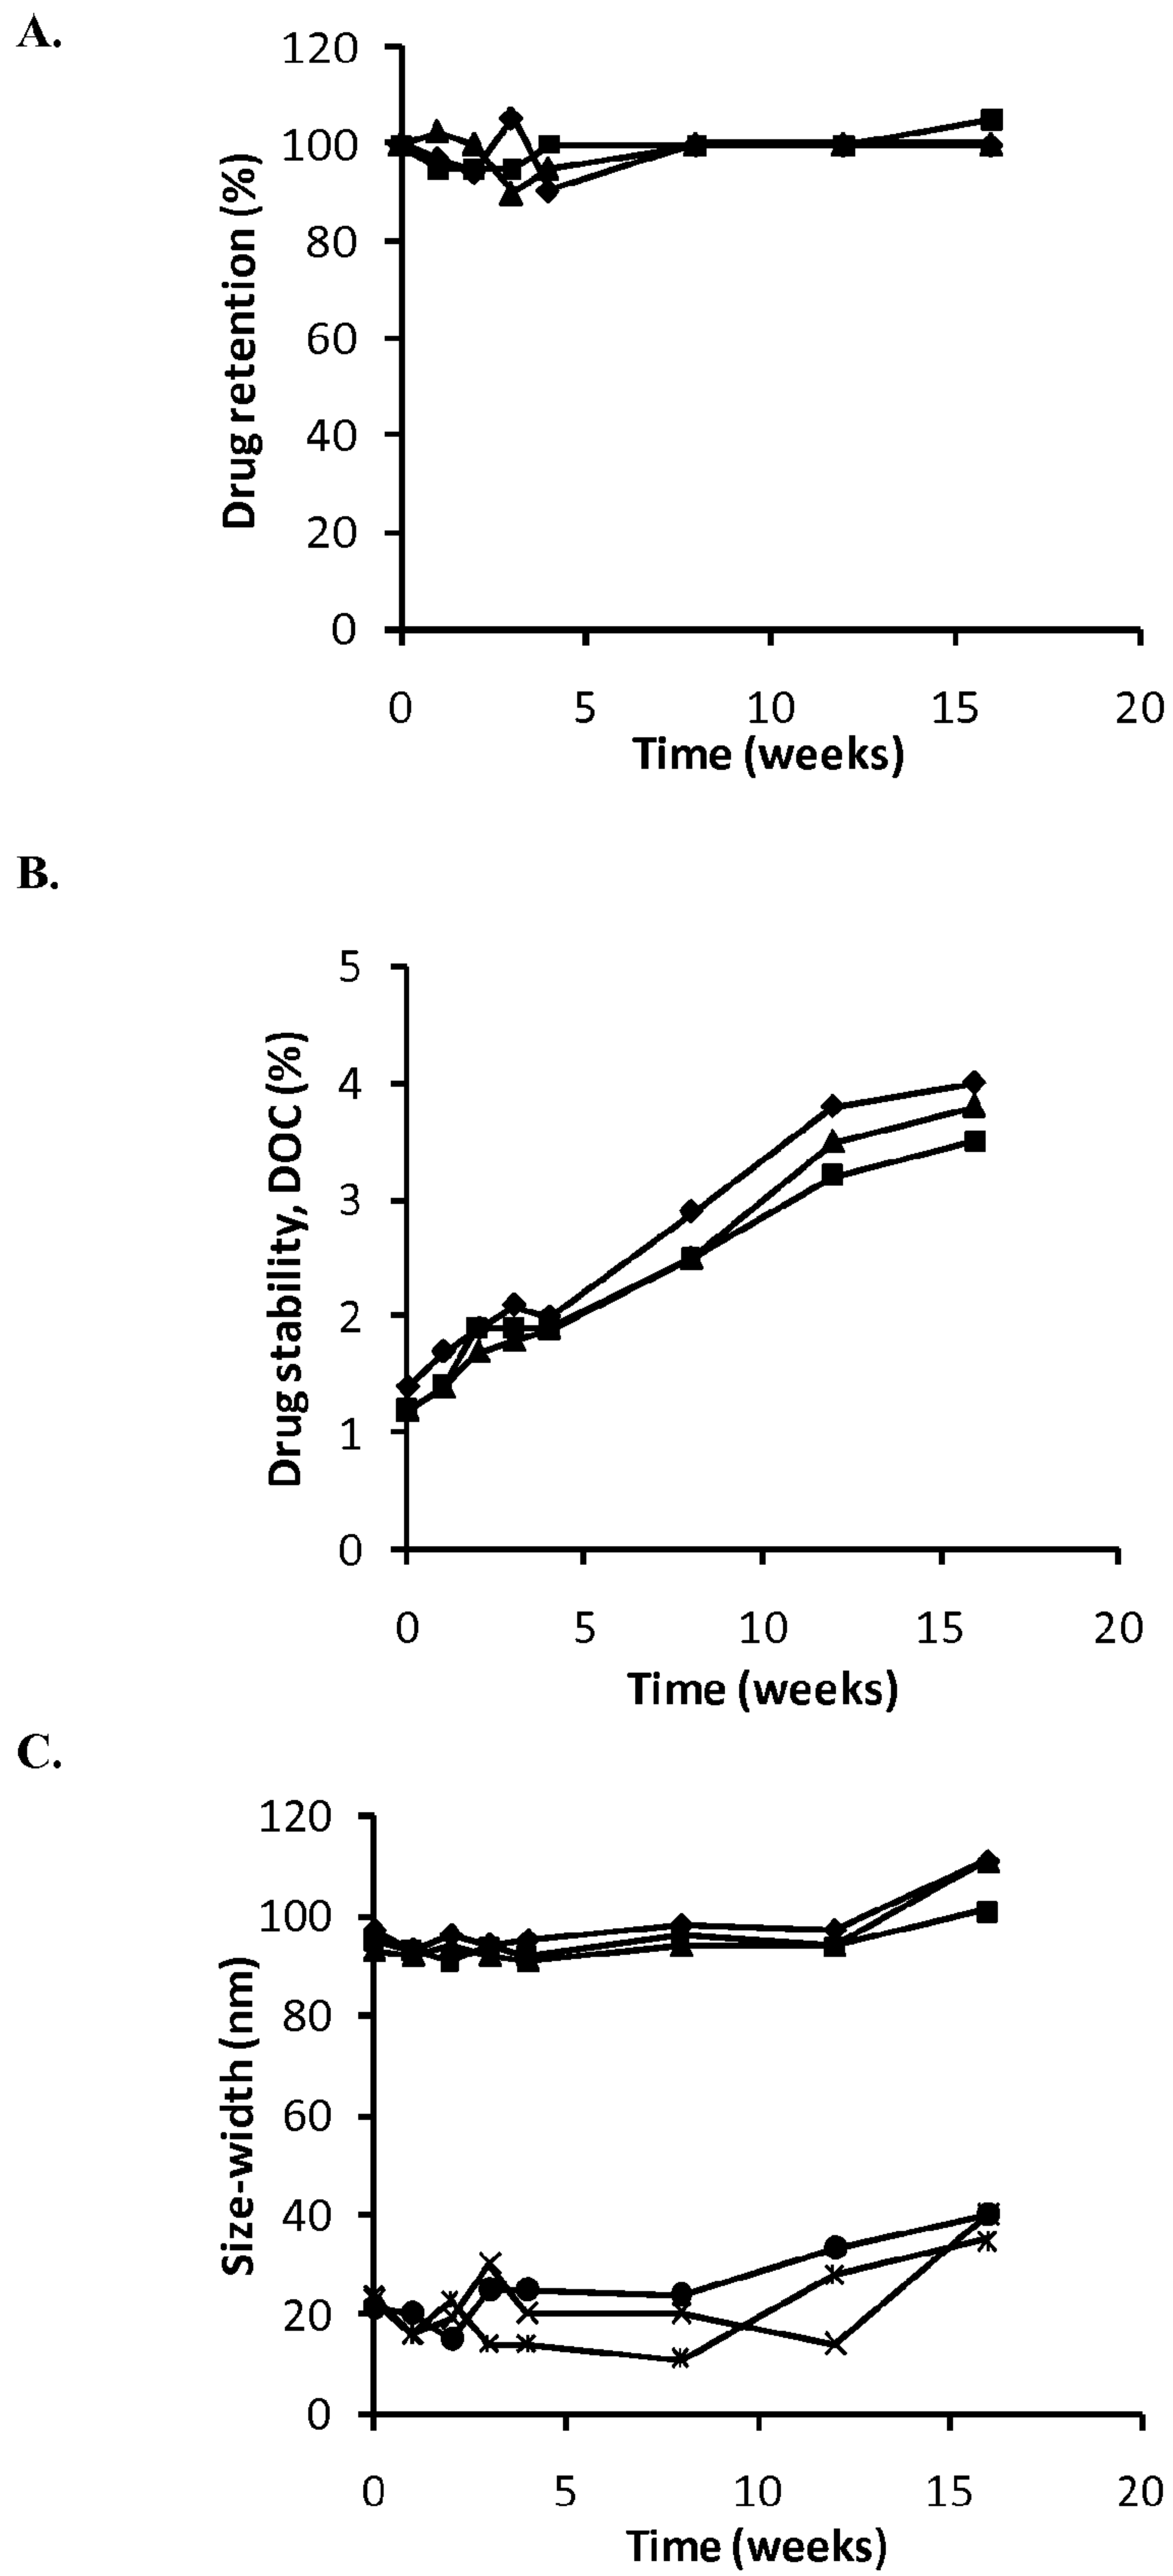 A.
120
100
80
60
40
20
0
Drug retention (%)
0 5 10 15 20
Time (weeks)
B.
5
4
3
2
1
0
Drug stability, DOC (%)
0 5 10 15 20
Time (weeks)
C.
120
100
80
60
40
20
0
Size-width (nm)
0 5 10 15 20
Time (weeks)